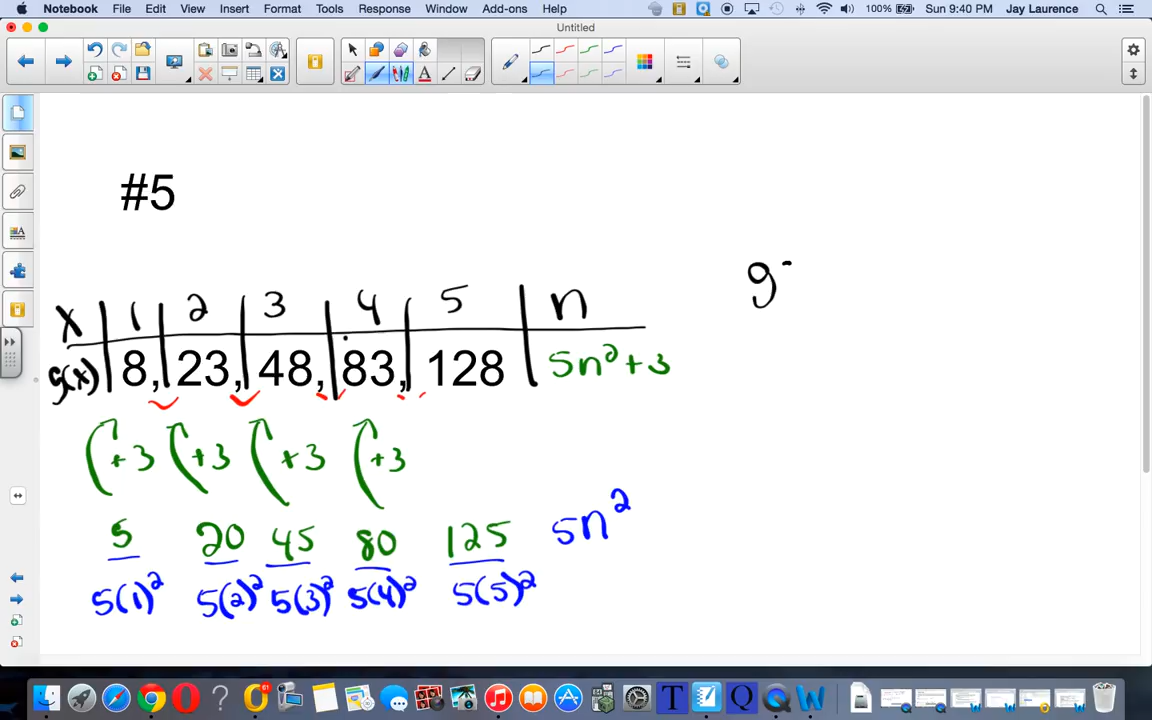 Notebook File Edit View Insert Format Tools Response Window Add-ons Help 100% Sun 9:40 PM Jay Laurence
Untitled
#5
g-
x 1 2 3 4 5 n
g(x) 8, 23, 48, 83, 128 5n²+3
+3 +3 +3 +3
5 20 45 80 125 5n²
5(1)² 5(2)² 5(3)² 5(4)² 5(5)²